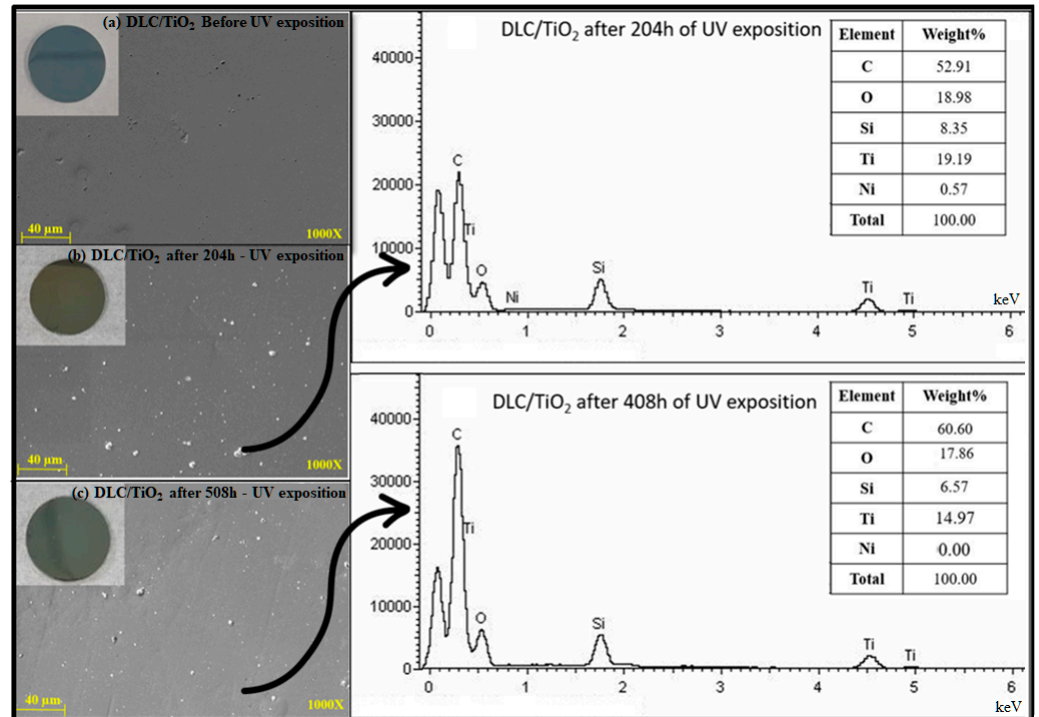 (a) DLC/TiO₂ Before UV exposition
40 µm
1000X
(b) DLC/TiO₂ after 204h - UV exposition
40 µm
1000X
(c) DLC/TiO₂ after 508h - UV exposition
40 µm
1000X
DLC/TiO₂ after 204h of UV exposition
40000
30000
20000
10000
0
C
Ti
O
Ni
Si
Ti
Ti
keV
0 1 2 3 4 5 6
Element Weight%
C 52.91
O 18.98
Si 8.35
Ti 19.19
Ni 0.57
Total 100.00
DLC/TiO₂ after 408h of UV exposition
40000
30000
20000
10000
0
C
Ti
O
Si
Ti
Ti
0 1 2 3 4 5 6
keV
Element Weight%
C 60.60
O 17.86
Si 6.57
Ti 14.97
Ni 0.00
Total 100.00